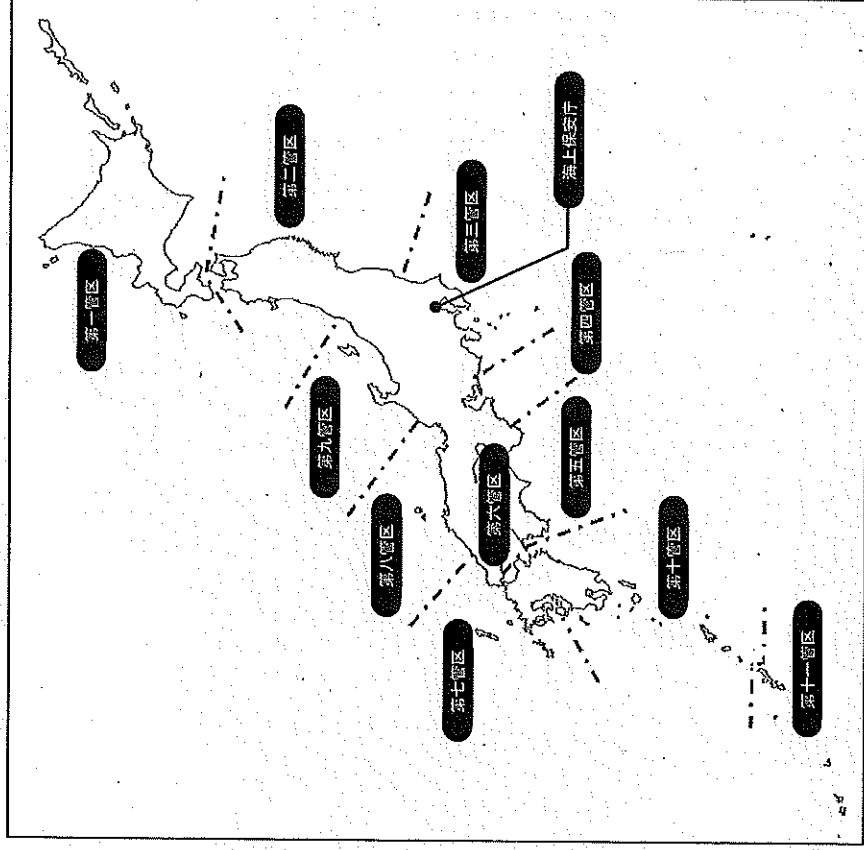 第一管区
第二管区
第三管区
海上保安庁
第四管区
第五管区
第六管区
第七管区
第八管区
第九管区
第十管区
第十一管区